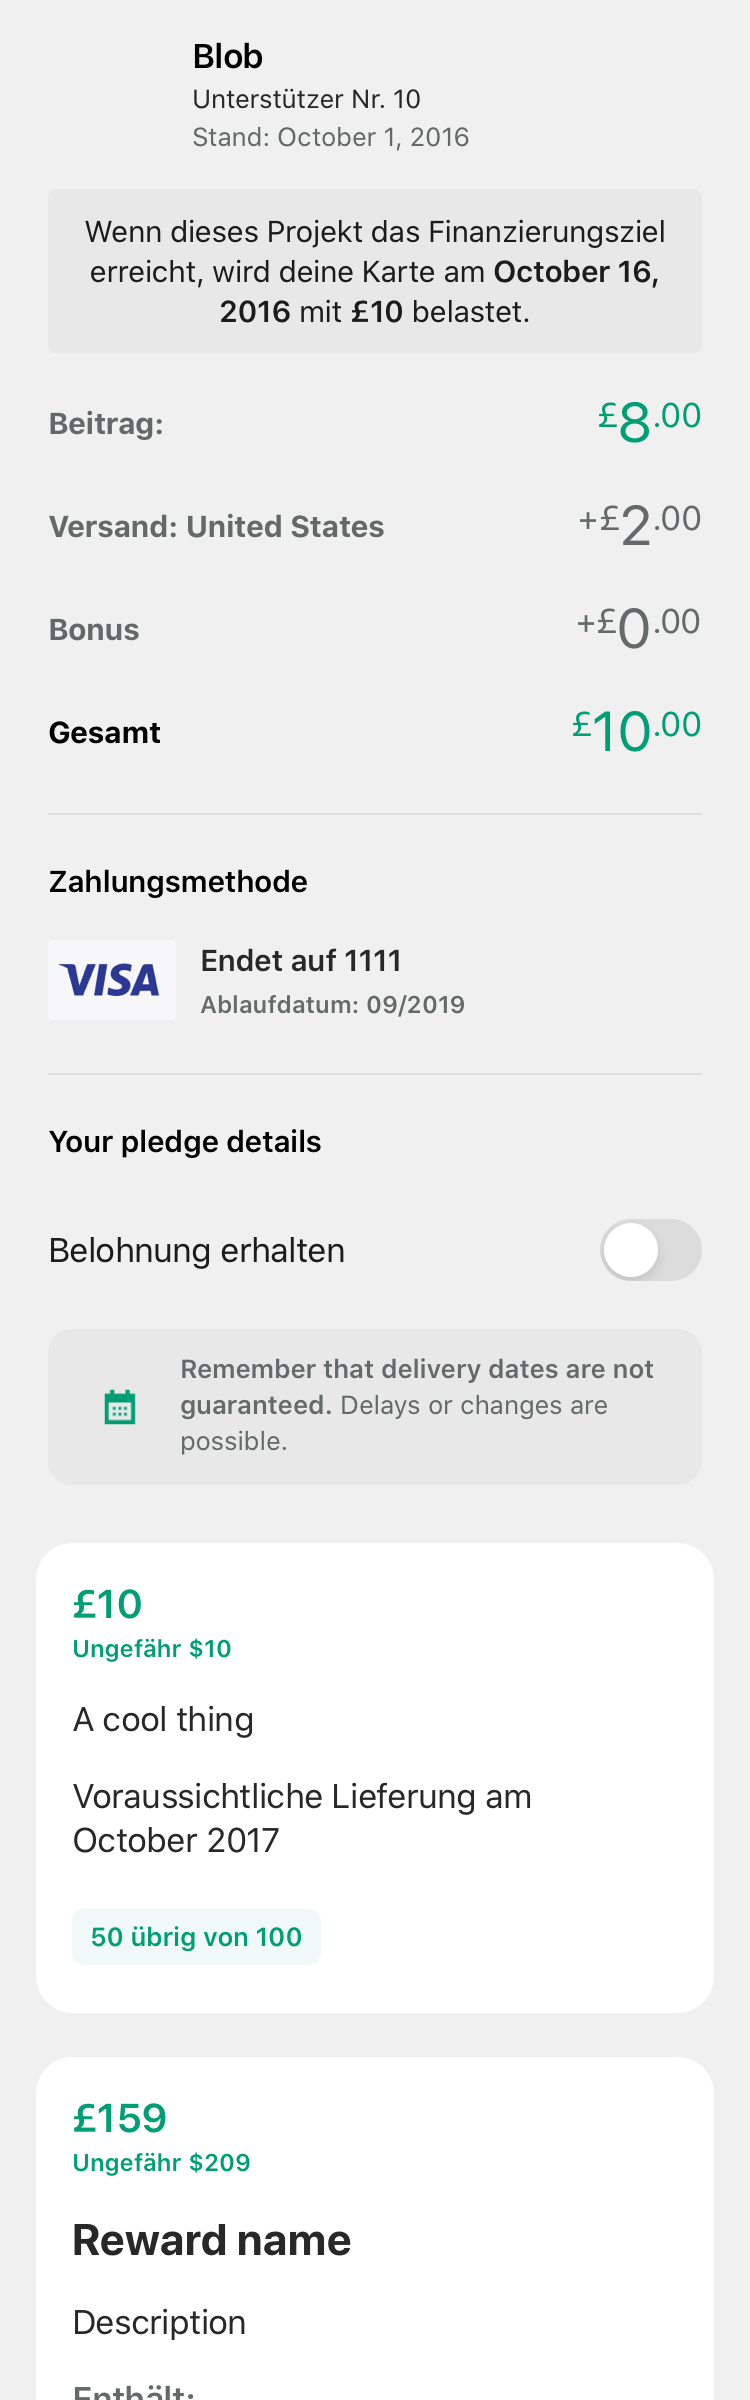 Blob
Unterstützer Nr. 10
Stand: October 1, 2016
Wenn dieses Projekt das Finanzierungsziel
erreicht, wird deine Karte am October 16,
2016 mit £10 belastet.
Beitrag: £8.00
Versand: United States +£2.00
Bonus +£0.00
Gesamt £10.00
Zahlungsmethode
VISA
Endet auf 1111
Ablaufdatum: 09/2019
Your pledge details
Belohnung erhalten
Remember that delivery dates are not
guaranteed. Delays or changes are
possible.
£10
Ungefähr $10
A cool thing
Voraussichtliche Lieferung am
October 2017
50 übrig von 100
£159
Ungefähr $209
Reward name
Description
Enthält: